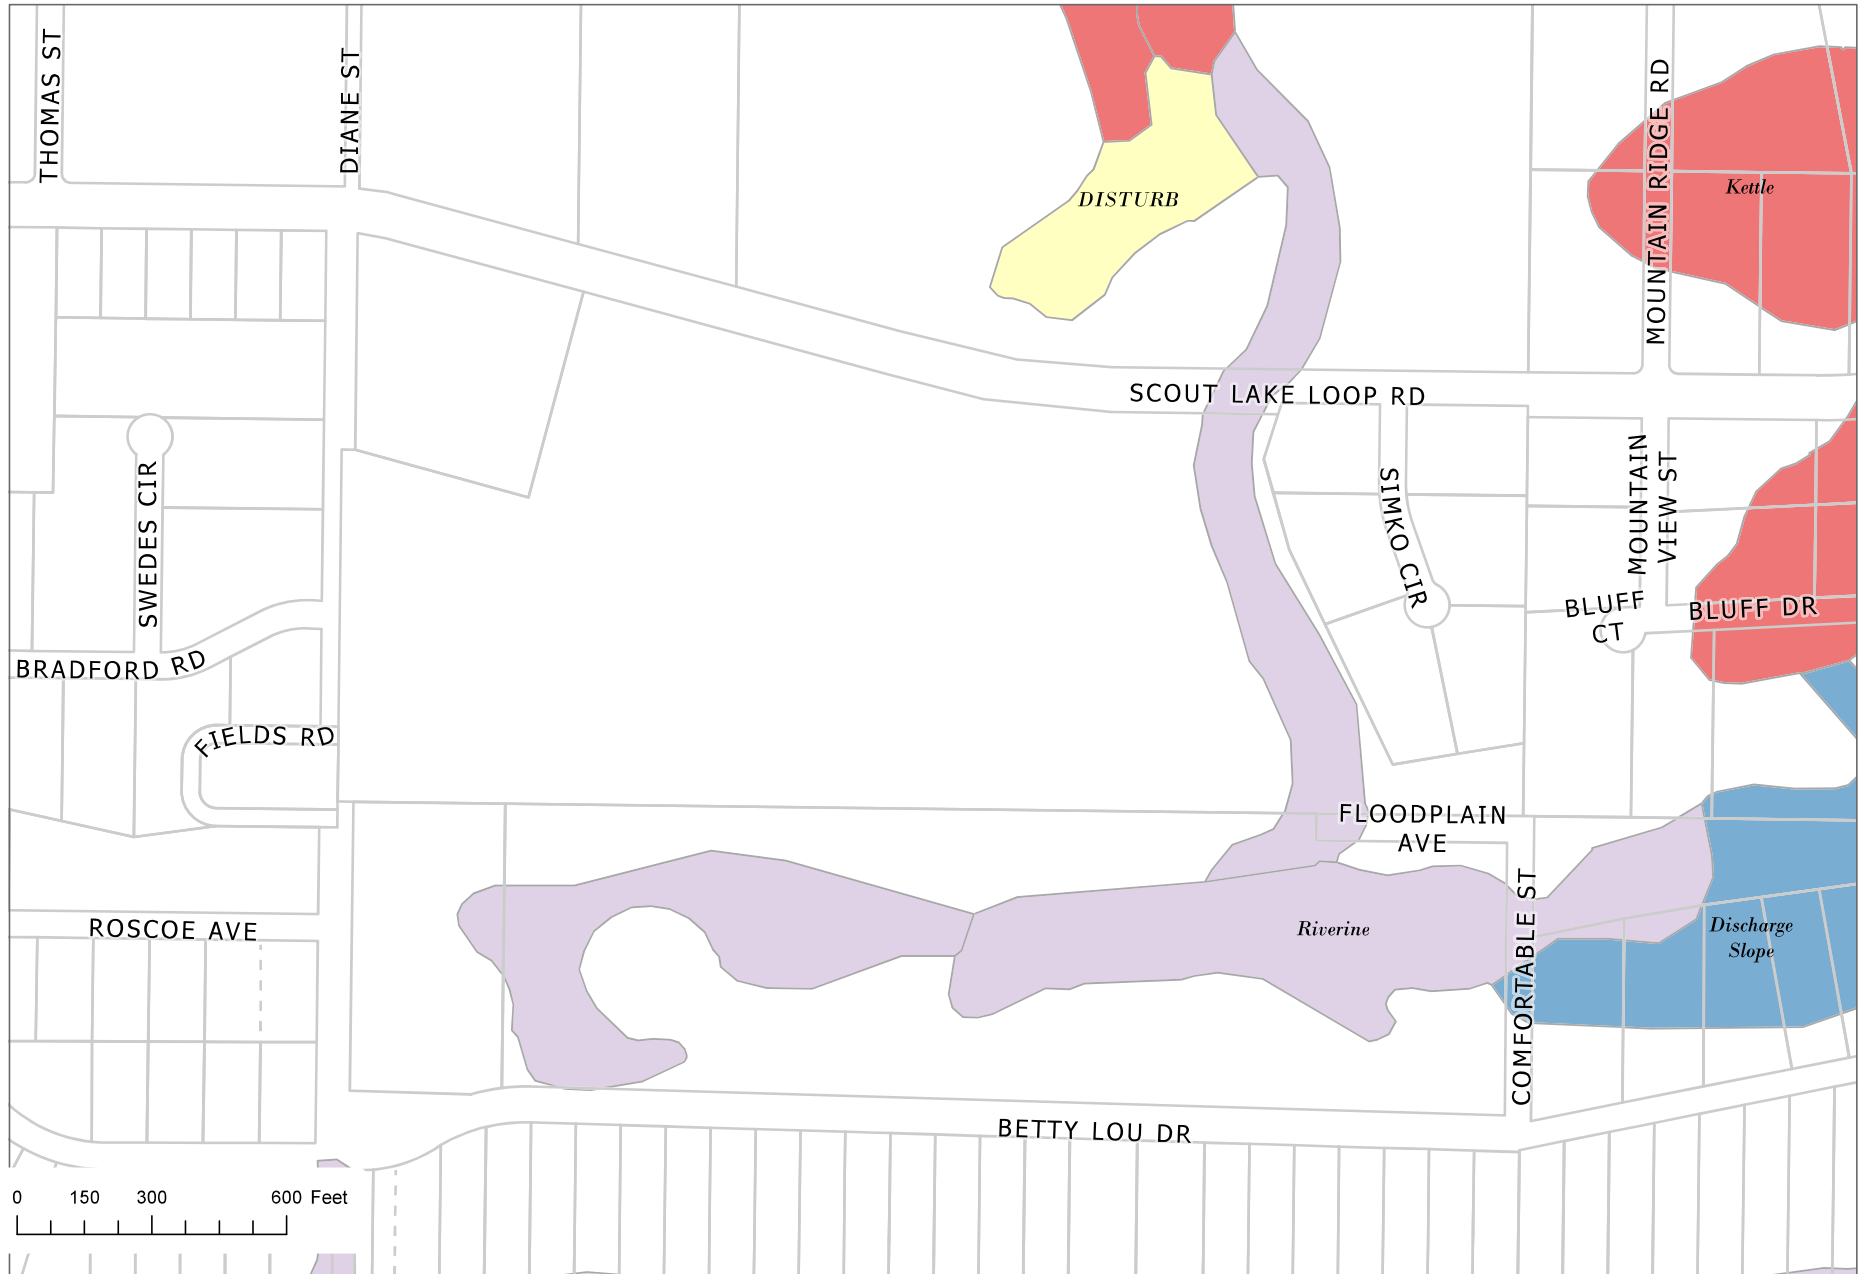 THOMAS ST
DIANE ST
MOUNTAIN RIDGE RD
Kettle
DISTURB
SCOUT LAKE LOOP RD
SWEDES CIR
SIMKO CIR
MOUNTAIN
VIEW ST
BLUFF
CT
BLUFF DR
BRADFORD RD
FIELDS RD
FLOODPLAIN
AVE
ROSCOE AVE
Riverine
COMFORTABLE ST
Discharge
Slope
BETTY LOU DR
0 150 300 600 Feet